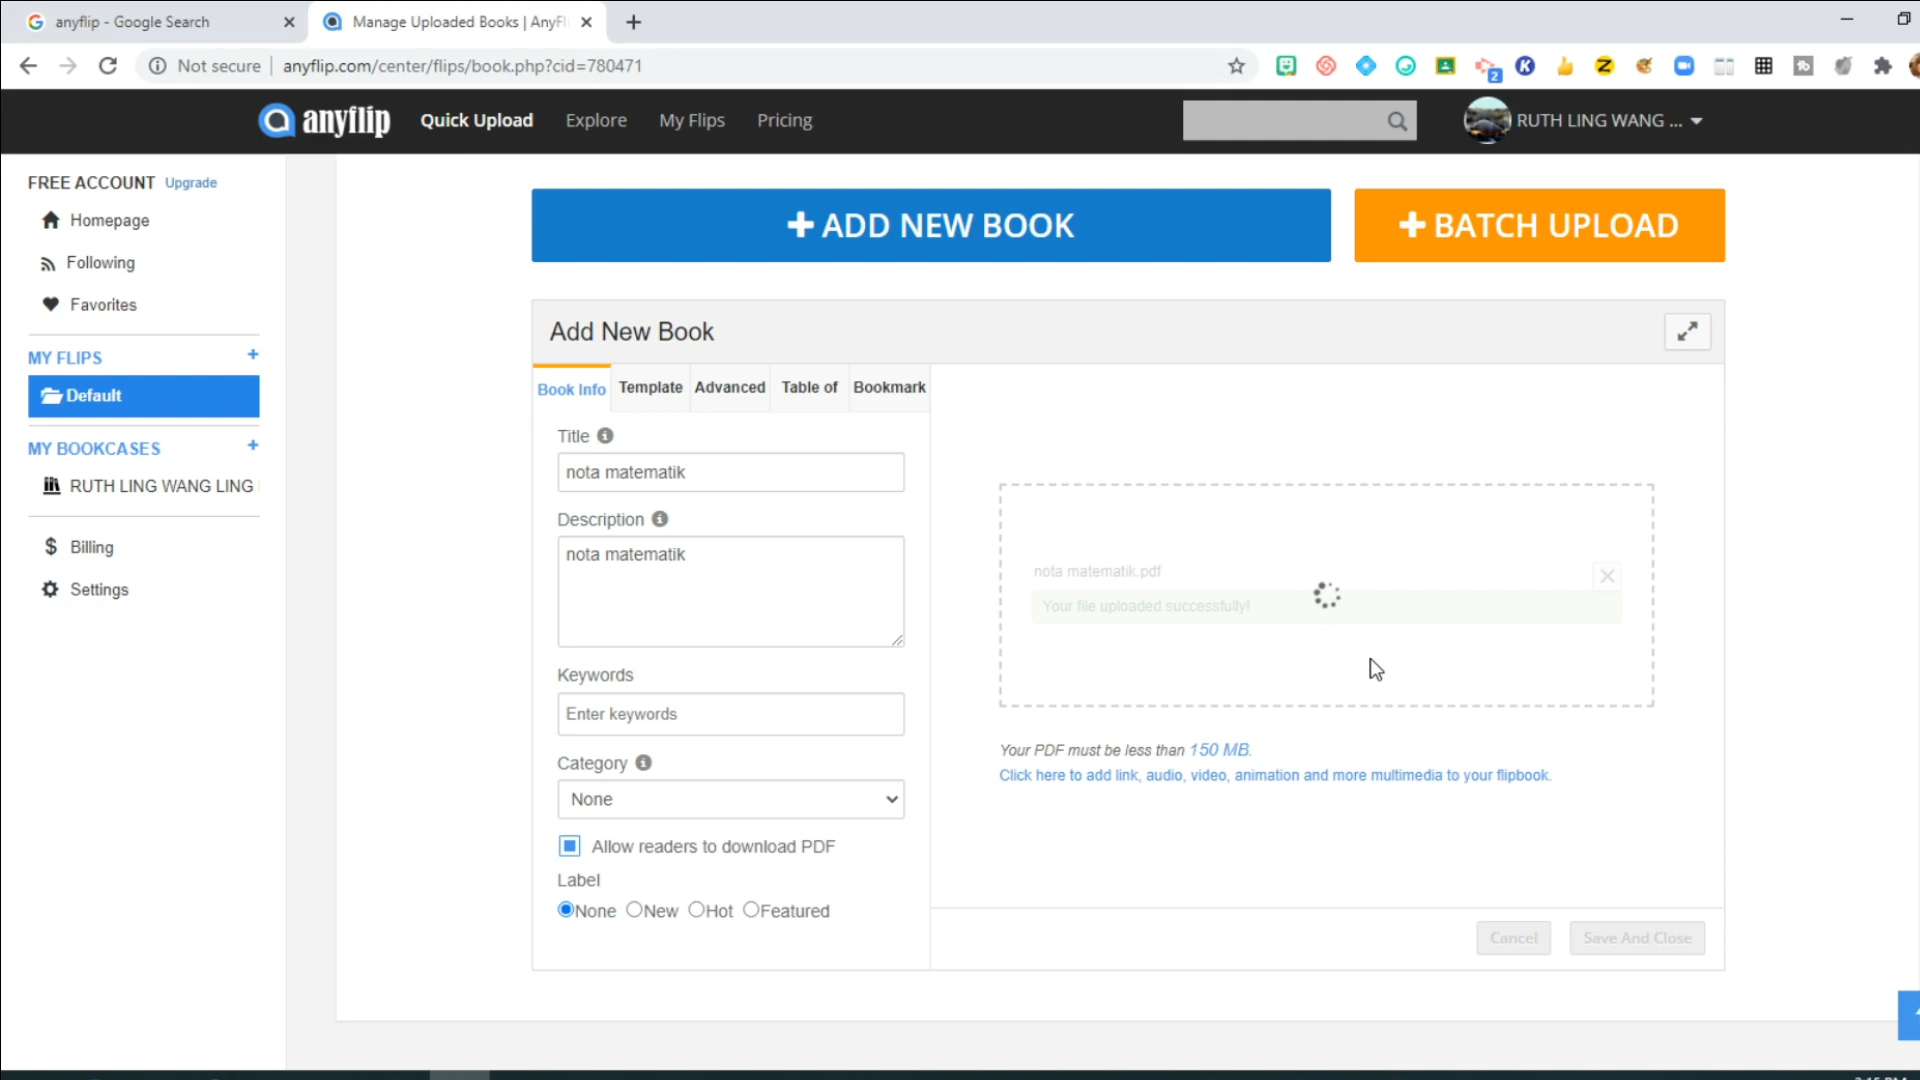 anyflip - Google Search
Manage Uploaded Books | AnyFl
Not secure
anyflip.com/center/flips/book.php?cid=780471
anyflip
Quick Upload
Explore
My Flips
Pricing
RUTH LING WANG ...
FREE ACCOUNT Upgrade
Homepage
Following
Favorites
MY FLIPS +
Default
MY BOOKCASES +
RUTH LING WANG LING
Billing
Settings
+ ADD NEW BOOK
+ BATCH UPLOAD
Add New Book
Book Info
Template
Advanced
Table of
Bookmark
Title
nota matematik
Description
nota matematik
Keywords
Enter keywords
Category
None
Allow readers to download PDF
Label
None New Hot Featured
nota matematik.pdf
Your file uploaded successfully!
Your PDF must be less than 150 MB.
Click here to add link, audio, video, animation and more multimedia to your flipbook.
Cancel
Save And Close